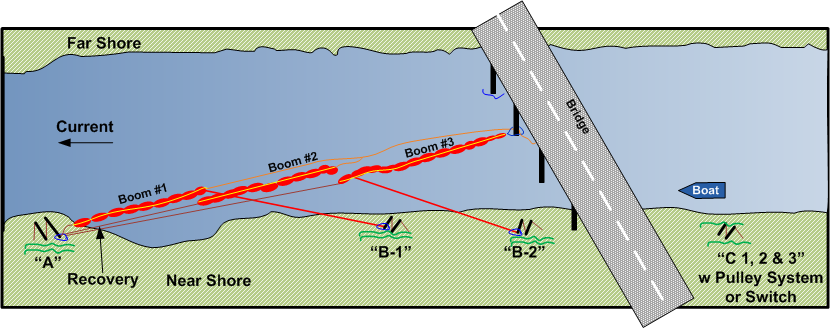 Far Shore
Bridge
Current
Boom #1
Boom #2
Boom #3
Boat
"A"
Recovery
Near Shore
"B-1"
"B-2"
"C 1, 2 & 3"
w Pulley System
or Switch